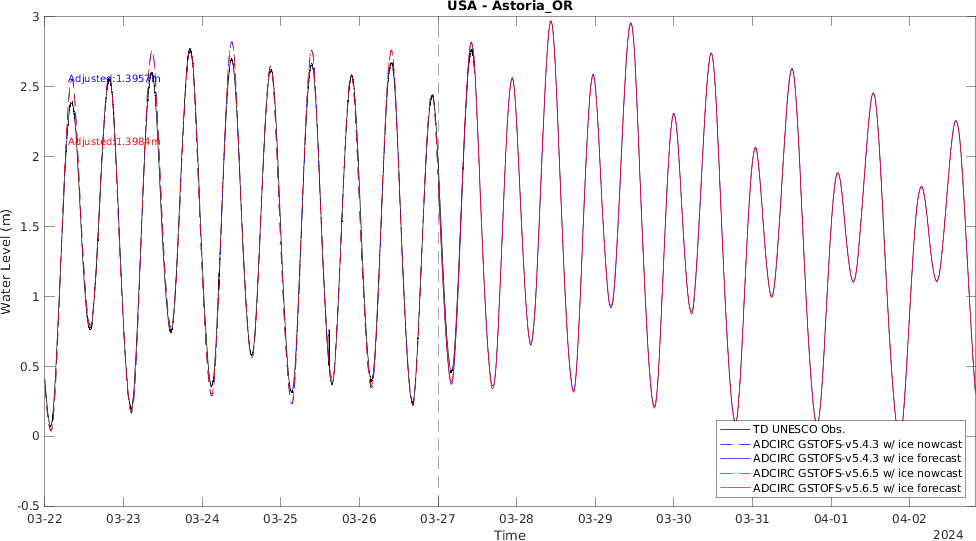 USA - Astoria_OR
3
2.5
2
1.5
1
0.5
0
-0.5
Water Level (m)
Adjusted:1.3957m
Adjusted:1.3984m
TD UNESCO Obs.
ADCIRC GSTOFS-v5.4.3 w/ ice nowcast
ADCIRC GSTOFS-v5.4.3 w/ ice forecast
ADCIRC GSTOFS-v5.6.5 w/ ice nowcast
ADCIRC GSTOFS-v5.6.5 w/ ice forecast
03-22 03-23 03-24 03-25 03-26 03-27 03-28 03-29 03-30 03-31 04-01 04-02
Time
2024